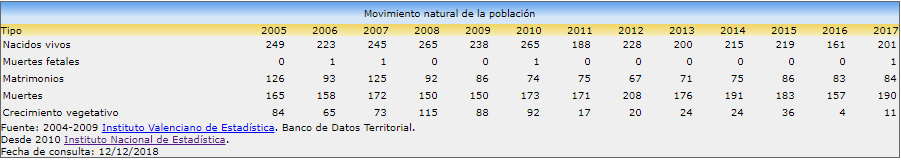 Movimiento natural de la población
Tipo 2005 2006 2007 2008 2009 2010 2011 2012 2013 2014 2015 2016 2017
Nacidos vivos 249 223 245 265 238 265 188 228 200 215 219 161 201
Muertes fetales 0 1 1 0 0 1 0 0 0 0 0 0 1
Matrimonios 126 93 125 92 86 74 75 67 71 75 86 83 84
Muertes 165 158 172 150 150 173 171 208 176 191 183 157 190
Crecimiento vegetativo 84 65 73 115 88 92 17 20 24 24 36 4 11
Fuente: 2004-2009 Instituto Valenciano de Estadística. Banco de Datos Territorial.
Desde 2010 Instituto Nacional de Estadística.
Fecha de consulta: 12/12/2018